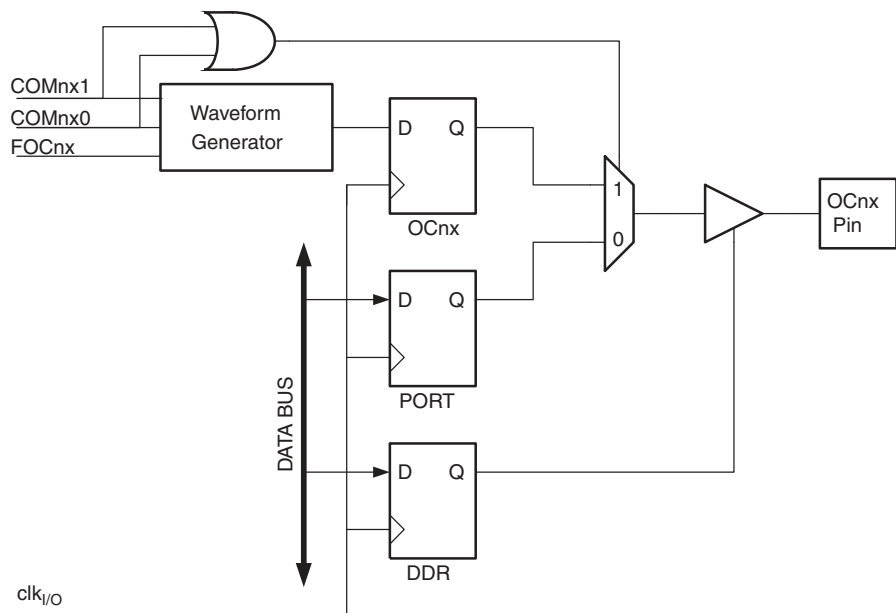 COMnx1
COMnx0
FOCnx
Waveform
Generator
D Q
OCnx
1
0
OCnx
Pin
D Q
PORT
DATA BUS
D Q
DDR
clkI/O